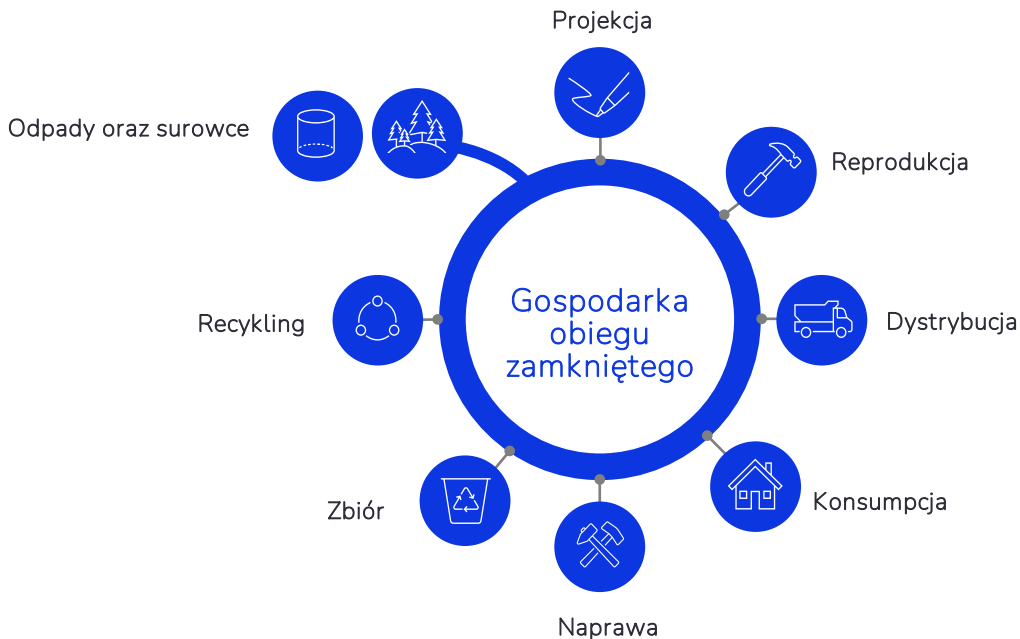 Projekcja
Odpady oraz surowce
Reprodukcja
Recykling
Gospodarka
obiegu
zamkniętego
Dystrybucja
Zbiór
Konsumpcja
Naprawa